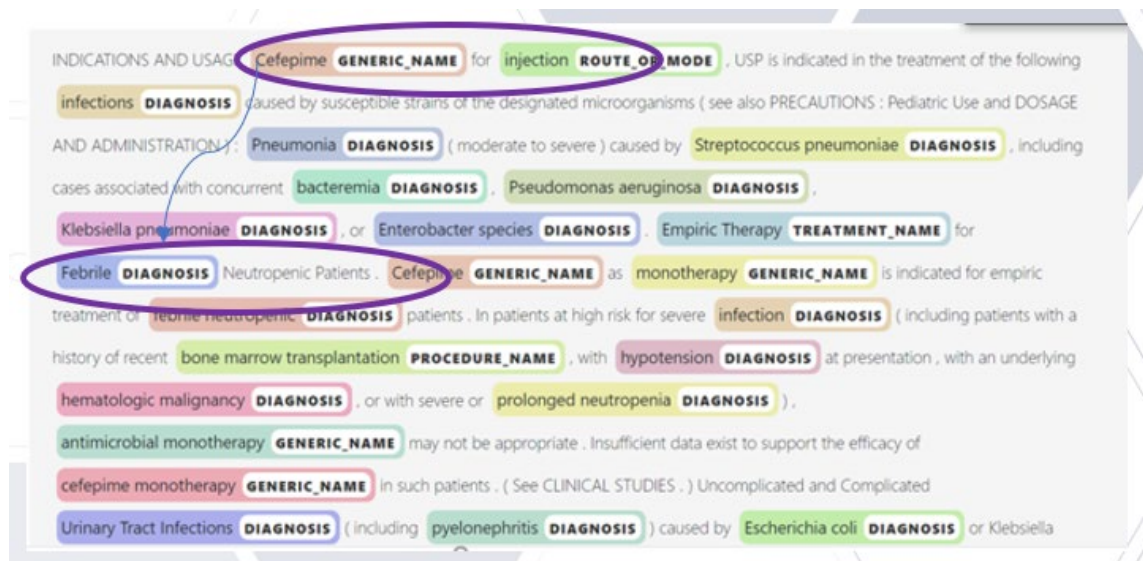 INDICATIONS AND USAGE Cefepime GENERIC_NAME for injection ROUTE_OR_MODE , USP is indicated in the treatment of the following
infections DIAGNOSIS caused by susceptible strains of the designated microorganisms ( see also PRECAUTIONS : Pediatric Use and DOSAGE
AND ADMINISTRATION ) : Pneumonia DIAGNOSIS ( moderate to severe ) caused by Streptococcus pneumoniae DIAGNOSIS , including
cases associated with concurrent bacteremia DIAGNOSIS , Pseudomonas aeruginosa DIAGNOSIS ,
Klebsiella pneumoniae DIAGNOSIS , or Enterobacter species DIAGNOSIS . Empiric Therapy TREATMENT_NAME for
Febrile DIAGNOSIS Neutropenic Patients . Cefepime GENERIC_NAME as monotherapy GENERIC_NAME is indicated for empiric
treatment of febrile neutropenic DIAGNOSIS patients . In patients at high risk for severe infection DIAGNOSIS ( including patients with a
history of recent bone marrow transplantation PROCEDURE_NAME , with hypotension DIAGNOSIS at presentation , with an underlying
hematologic malignancy DIAGNOSIS , or with severe or prolonged neutropenia DIAGNOSIS ) ,
antimicrobial monotherapy GENERIC_NAME may not be appropriate . Insufficient data exist to support the efficacy of
cefepime monotherapy GENERIC_NAME in such patients . ( See CLINICAL STUDIES . ) Uncomplicated and Complicated
Urinary Tract Infections DIAGNOSIS ( including pyelonephritis DIAGNOSIS ) caused by Escherichia coli DIAGNOSIS or Klebsiella